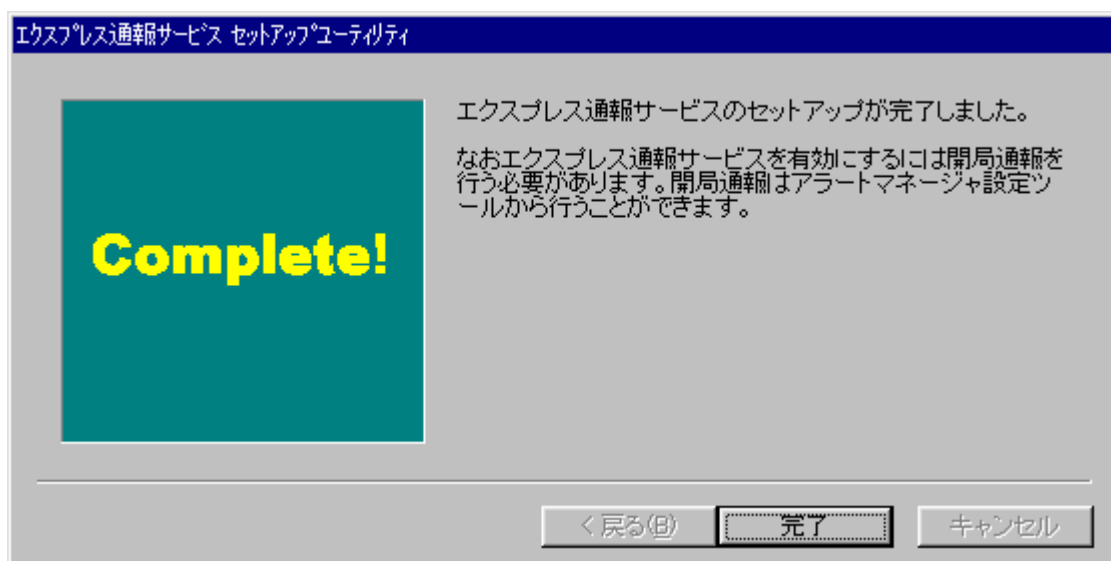 ｴｸｽﾌﾟﾚｽ通報ｻｰﾋﾞｽ ｾｯﾄｱｯﾌﾟﾕｰﾃｨﾘﾃｨ
Complete!
エクスプレス通報サービスのセットアップが完了しました。
なおエクスプレス通報サービスを有効にするには開局通報を
行う必要があります。開局通報はアラートマネージャ設定ツ
ールから行うことができます。
< 戻る(B)
完了
キャンセル